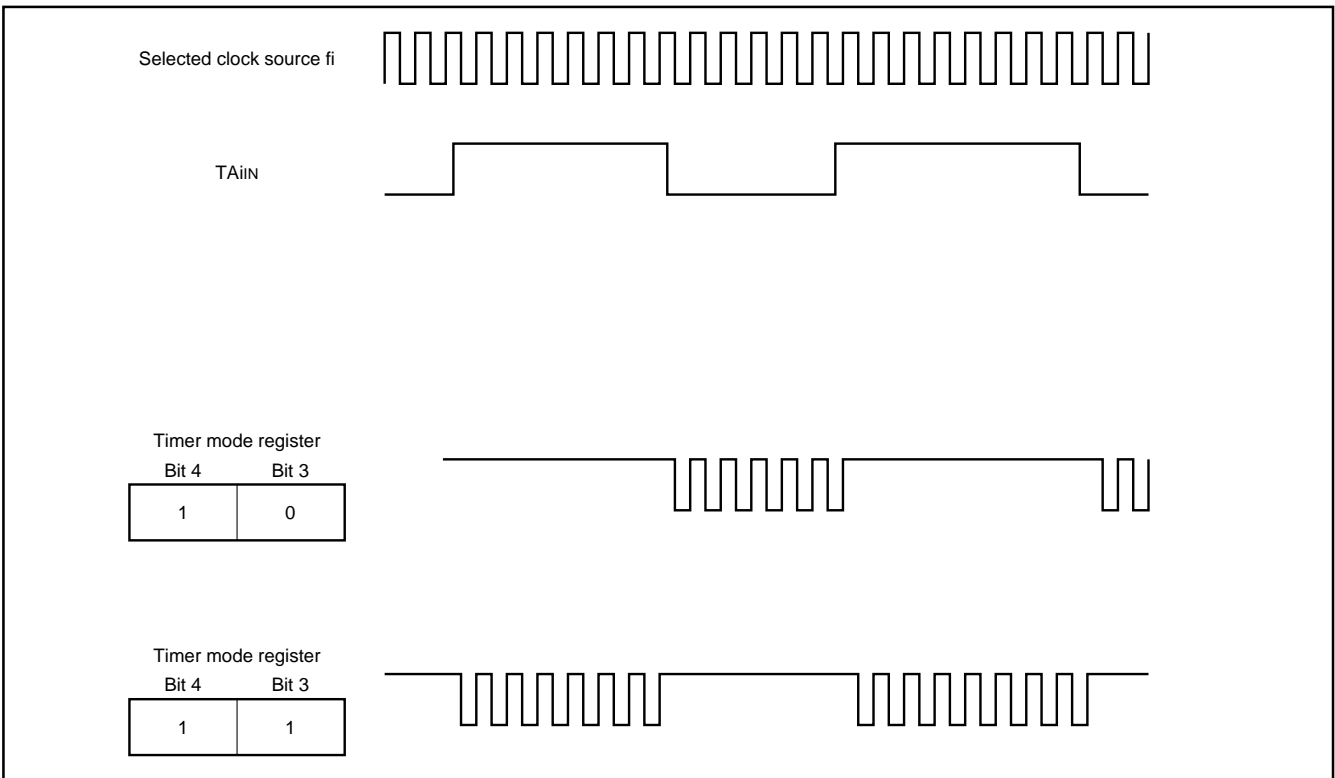 Selected clock source fi
TAiIN
Timer mode register
Bit 4 Bit 3
1 0
Timer mode register
Bit 4 Bit 3
1 1